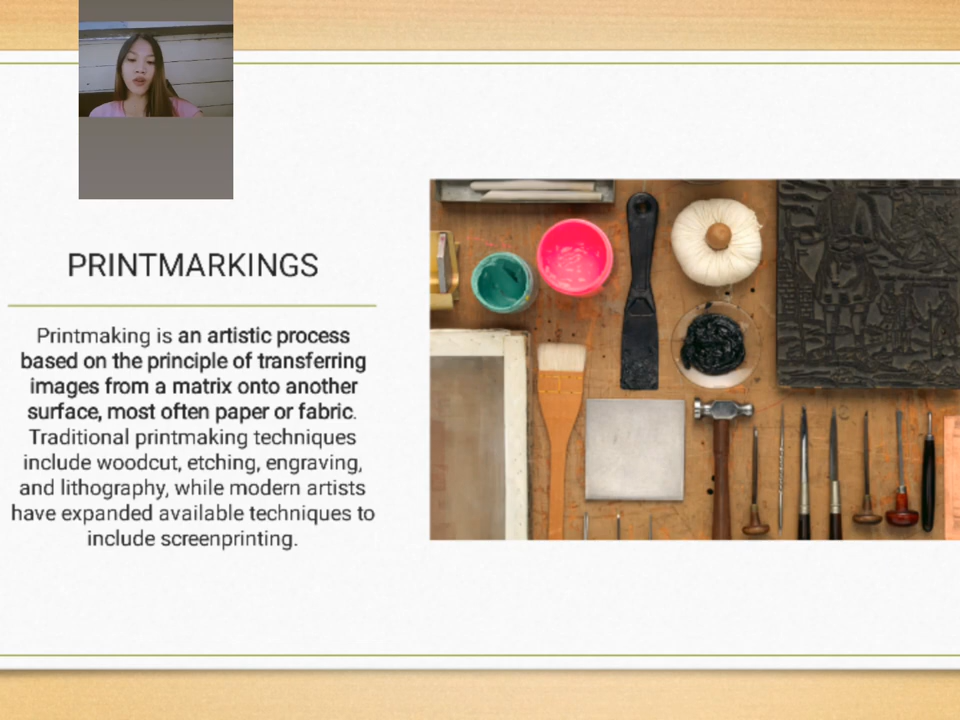 PRINTMARKINGS
Printmaking is an artistic process
based on the principle of transferring
images from a matrix onto another
surface, most often paper or fabric.
Traditional printmaking techniques
include woodcut, etching, engraving,
and lithography, while modern artists
have expanded available techniques to
include screenprinting.